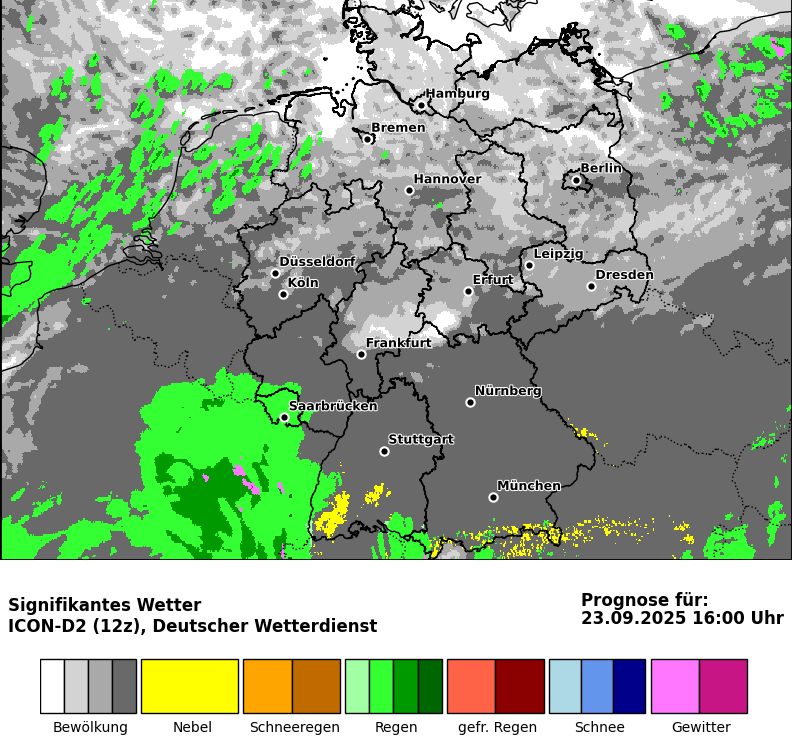 Hamburg
Bremen
Berlin
Hannover
Leipzig
Düsseldorf
Dresden
Köln
Erfurt
Frankfurt
Nürnberg
Saarbrücken
Stuttgart
München
Signifikantes Wetter
ICON-D2 (12z), Deutscher Wetterdienst
Prognose für:
23.09.2025 16:00 Uhr
Bewölkung Nebel Schneeregen Regen gefr. Regen Schnee Gewitter